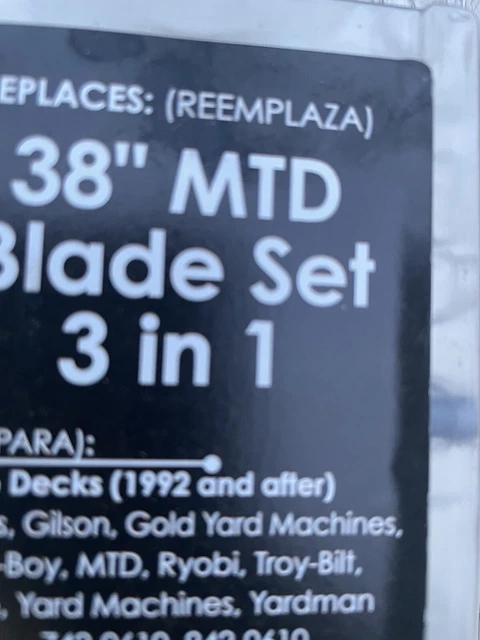 EPLACES: (REEMPLAZA)
38" MTD
Blade Set
3 in 1
PARA):
Decks (1992 and after)
s, Gilson, Gold Yard Machines,
-Boy, MTD, Ryobi, Troy-Bilt,
, Yard Machines, Yardman